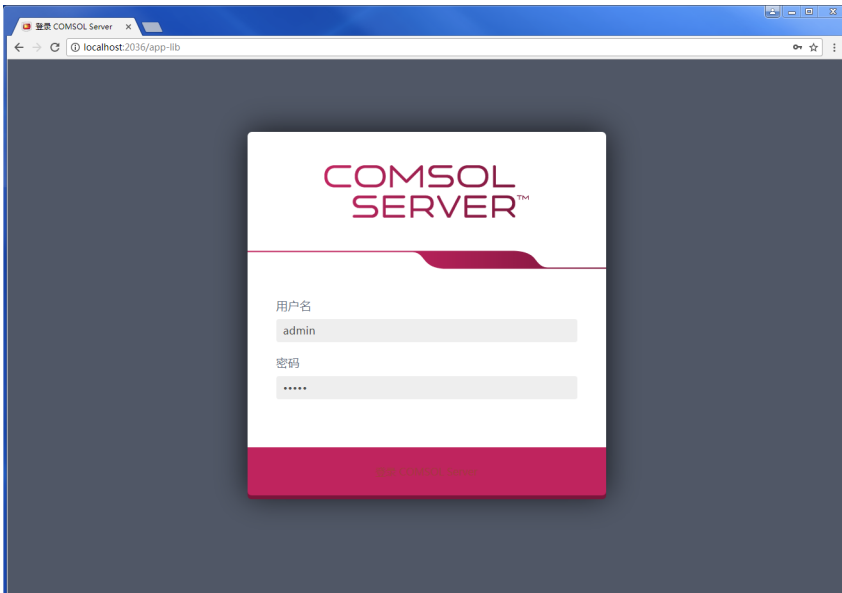 登录 COMSOL Server
localhost:2036/app-lib
COMSOL
SERVER™
用户名
admin
密码
•••••